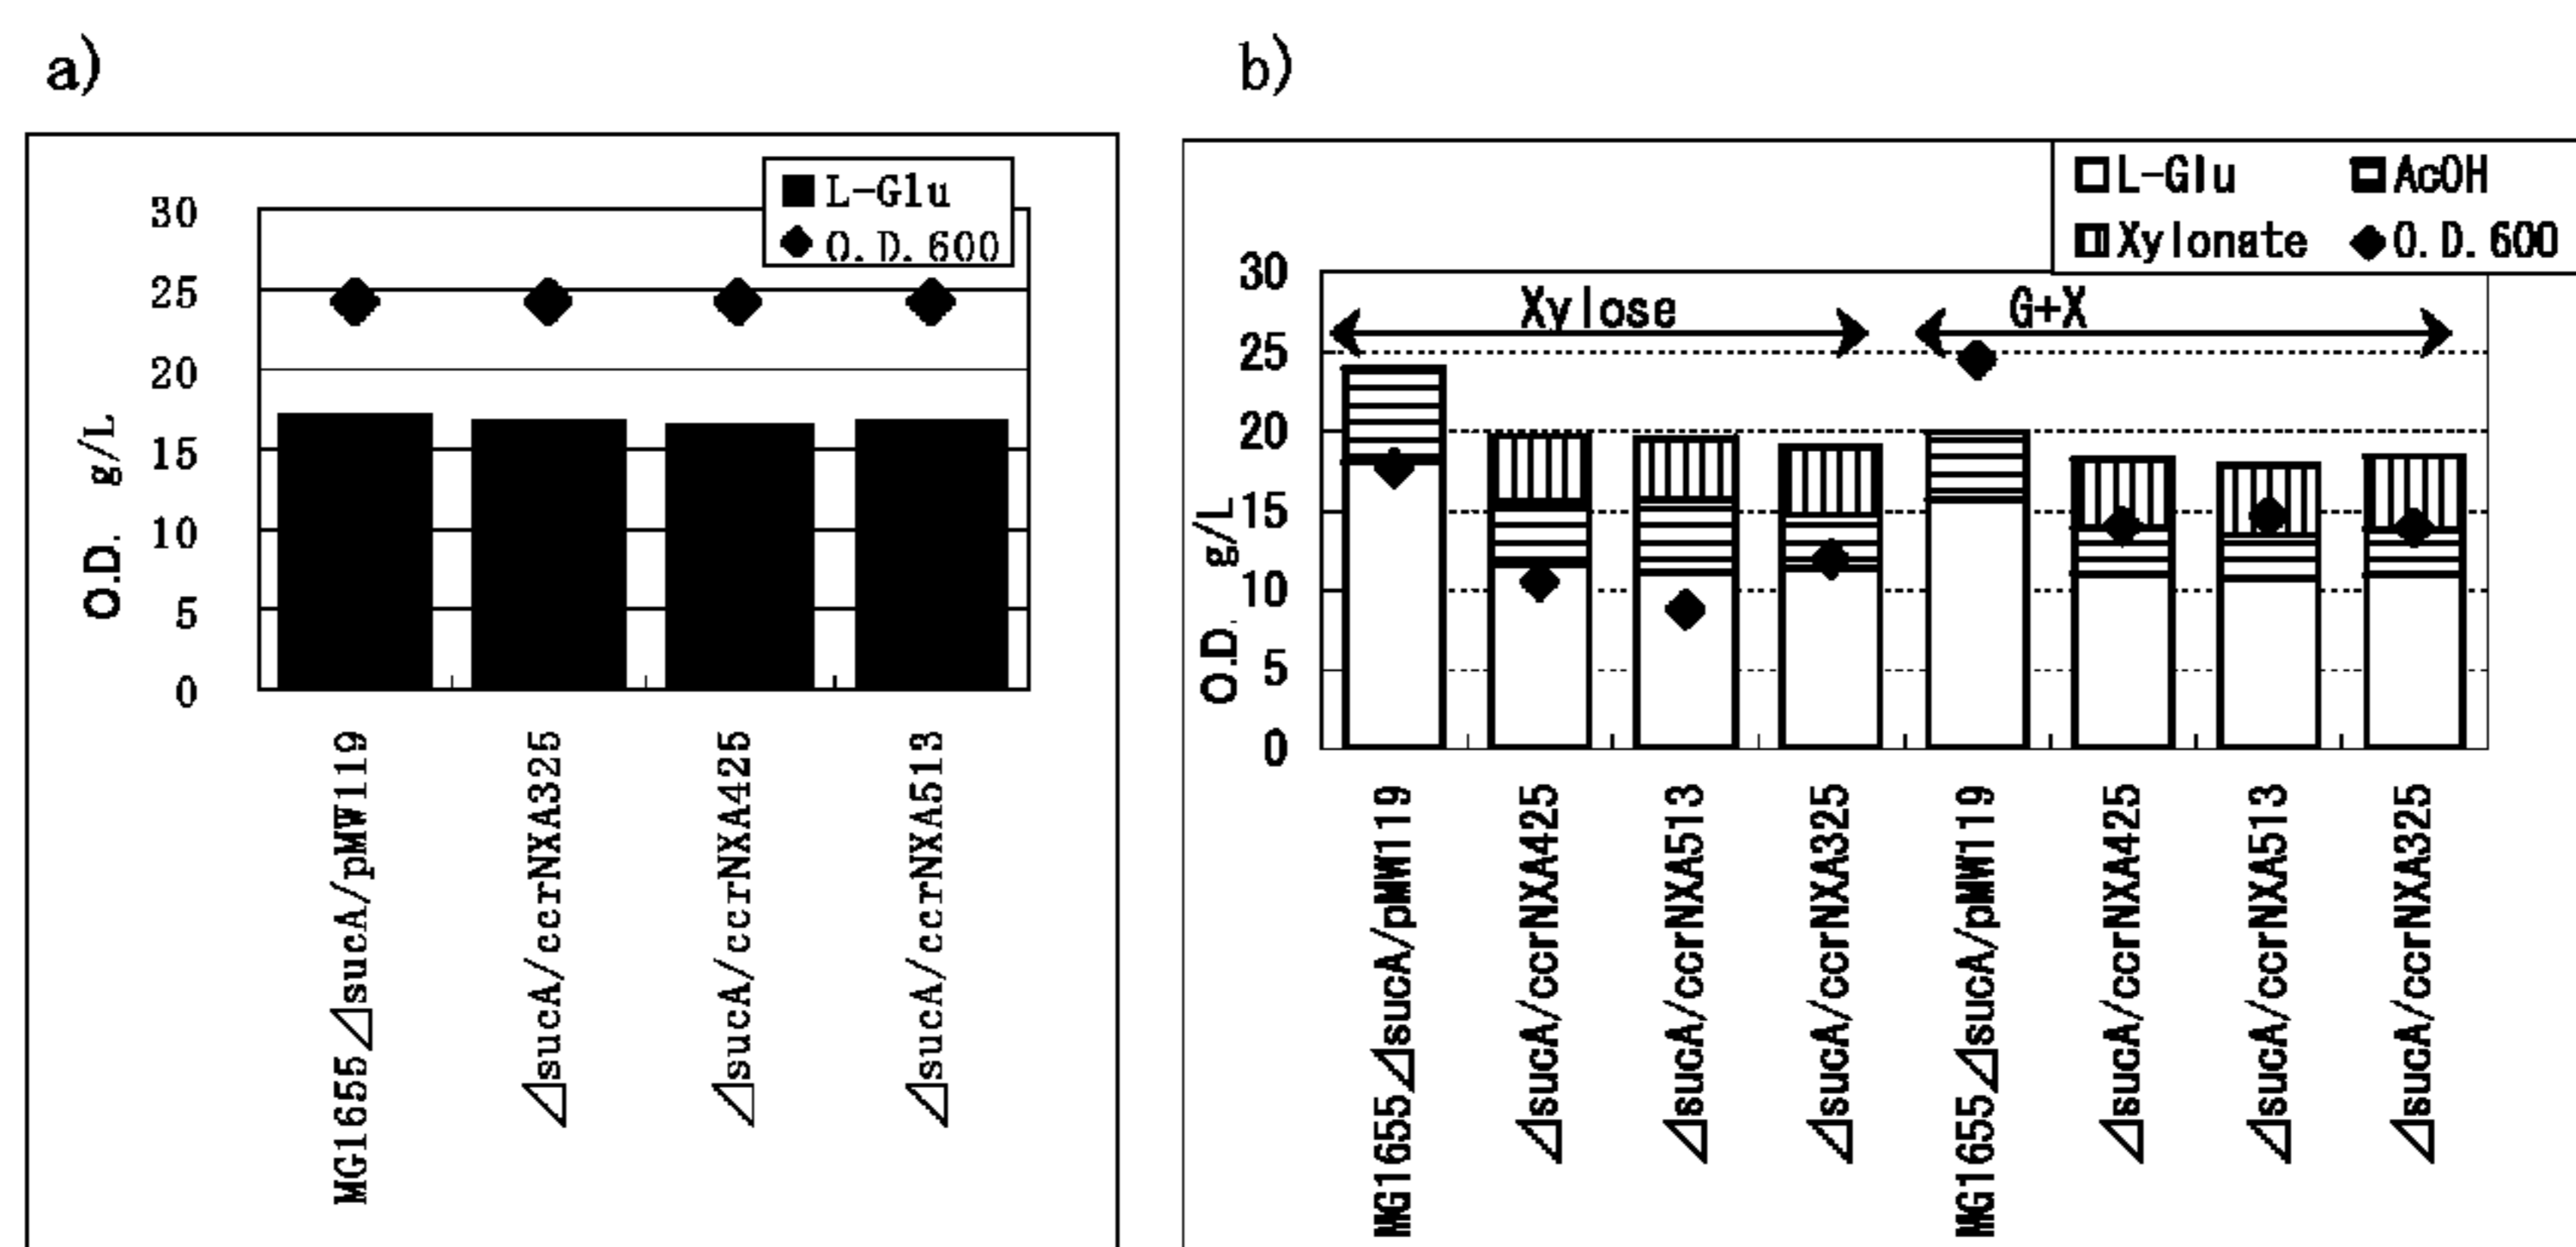 a)
L-Glu
O.D.600
30
25
20
15
10
5
0
O.D. g/L
MG1655⊿sucA/pMW119
⊿sucA/ccrNXA325
⊿sucA/ccrNXA425
⊿sucA/ccrNXA513
b)
L-Glu AcOH
Xylonate O.D.600
Xylose G+X
30
25
20
15
10
5
0
O.D. g/L
MG1655⊿sucA/pMW119
⊿sucA/ccrNXA425
⊿sucA/ccrNXA513
⊿sucA/ccrNXA325
MG1655⊿sucA/pMW119
⊿sucA/ccrNXA425
⊿sucA/ccrNXA513
⊿sucA/ccrNXA325